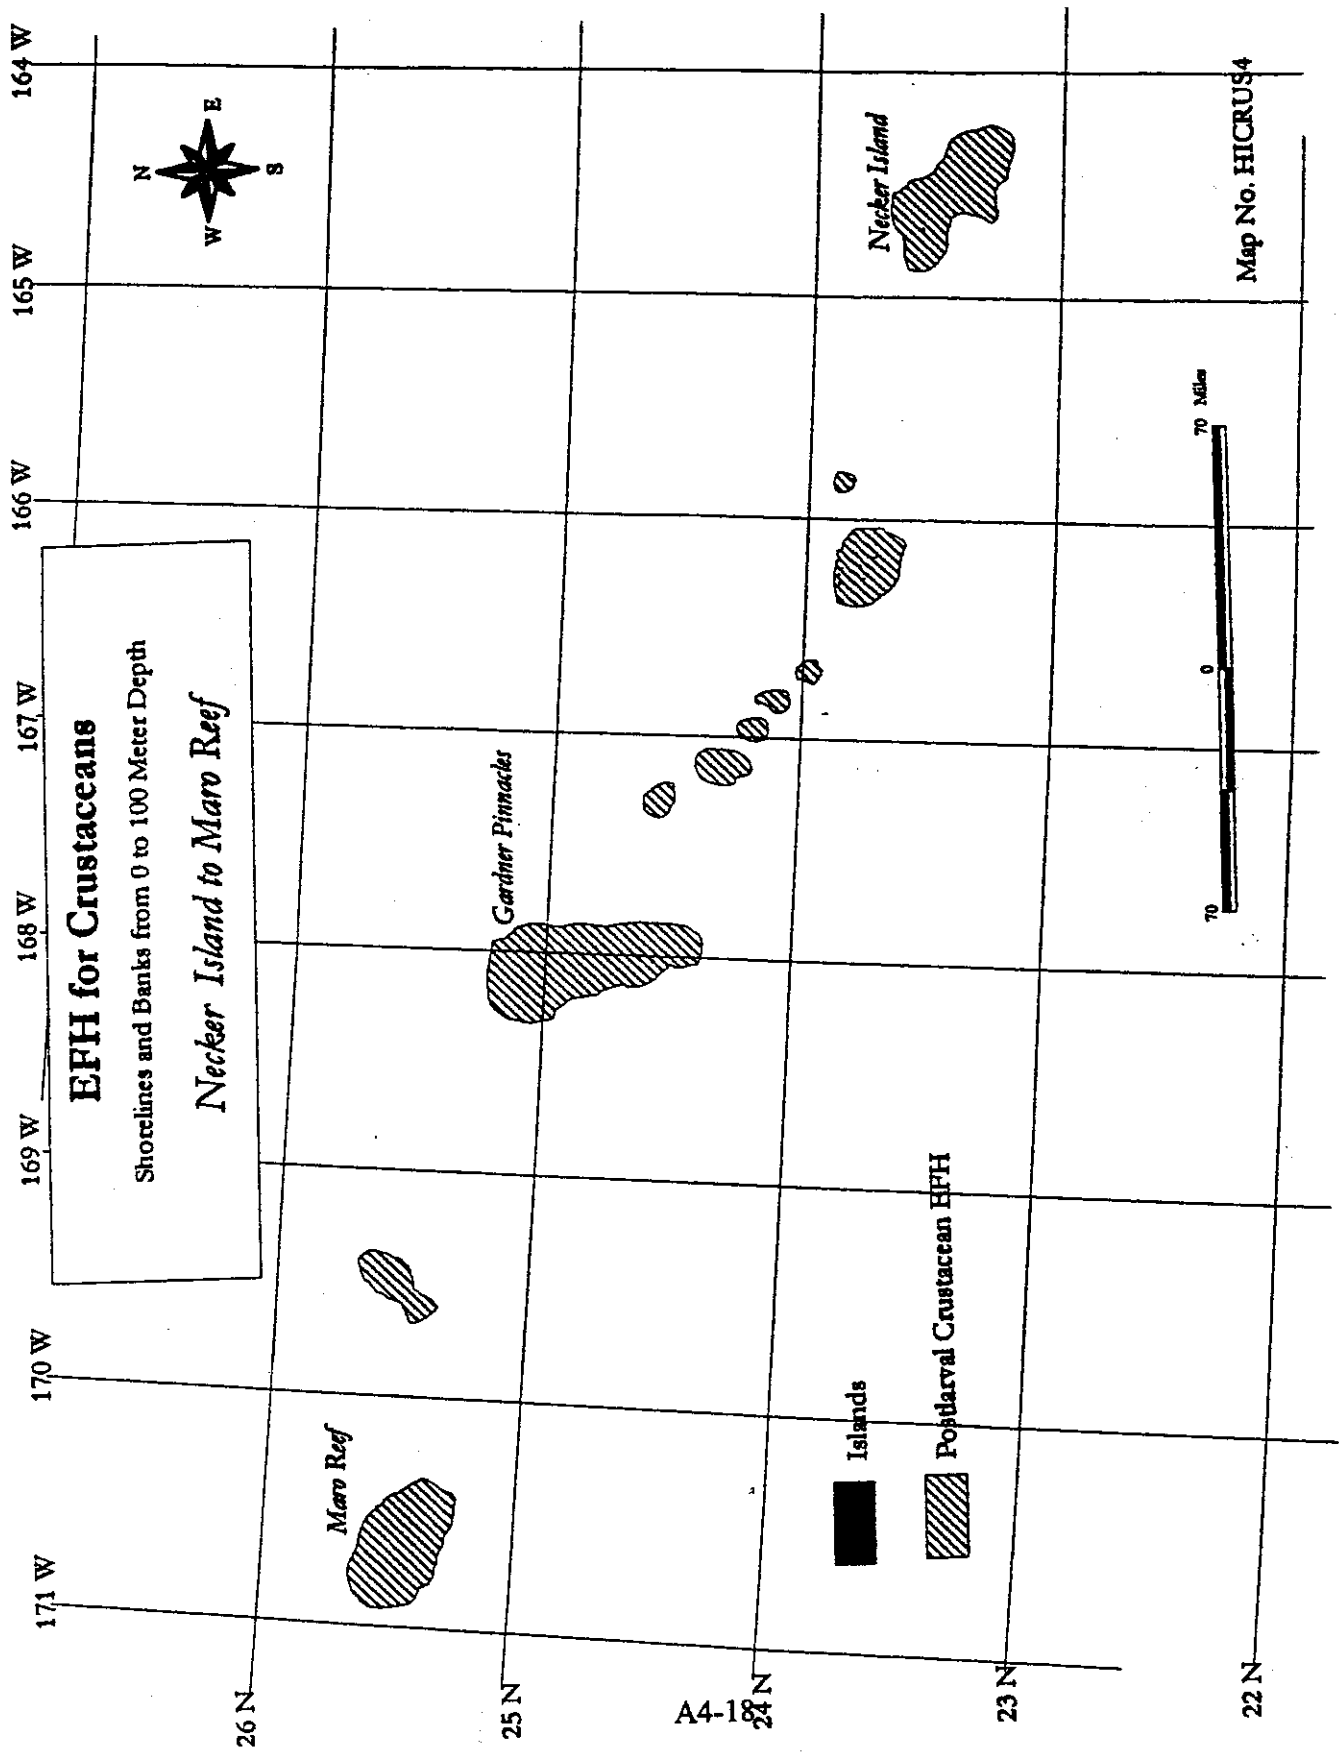 EFH for Crustaceans
Shorelines and Banks from 0 to 100 Meter Depth
Necker Island to Maro Reef
171 W
170 W
169 W
168 W
167 W
166 W
165 W
164 W
N
W
E
S
26 N
25 N
24 N
23 N
22 N
Maro Reef
Gardner Pinnacles
Necker Island
Islands
Postlarval Crustacean EFH
70
0
70 Miles
Map No. HICRUS4
A4-18